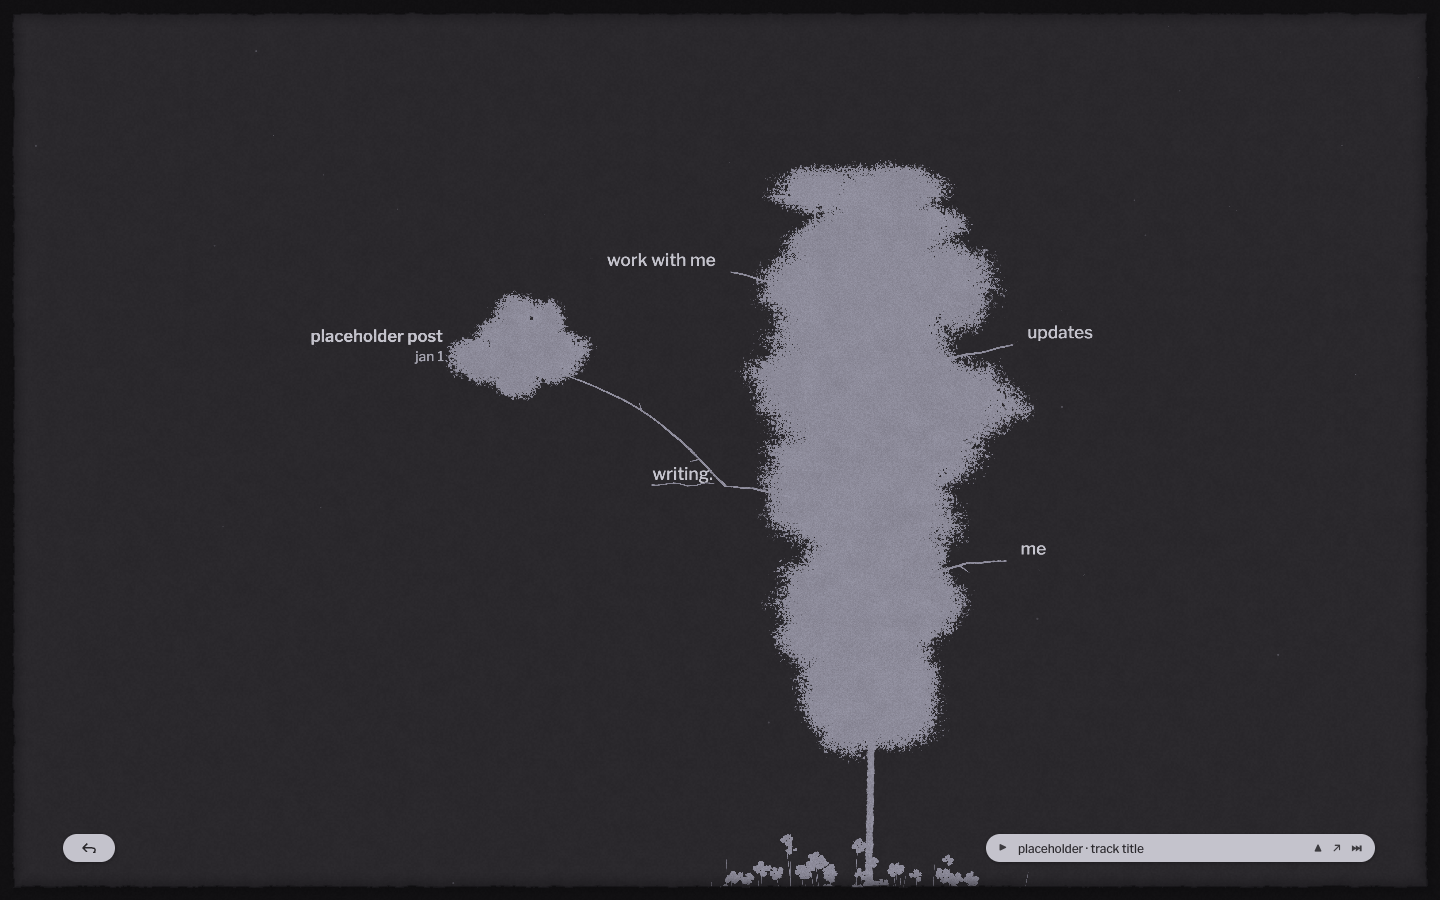 work with me
updates
placeholder post
jan 1
writing.
me
placeholder · track title